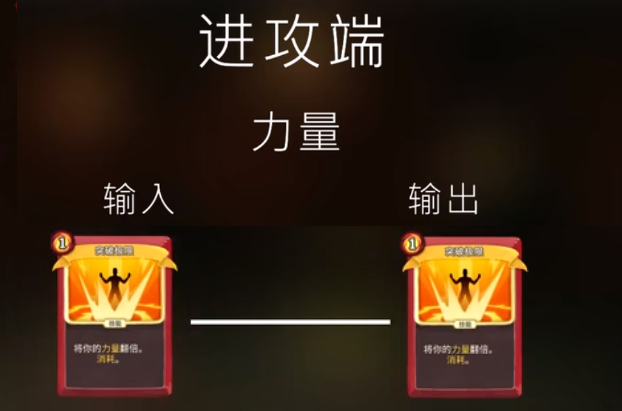 进攻端
力量
输入
输出
1
突破极限
技能
将你的力量翻倍。
消耗。
1
突破极限
技能
将你的力量翻倍。
消耗。